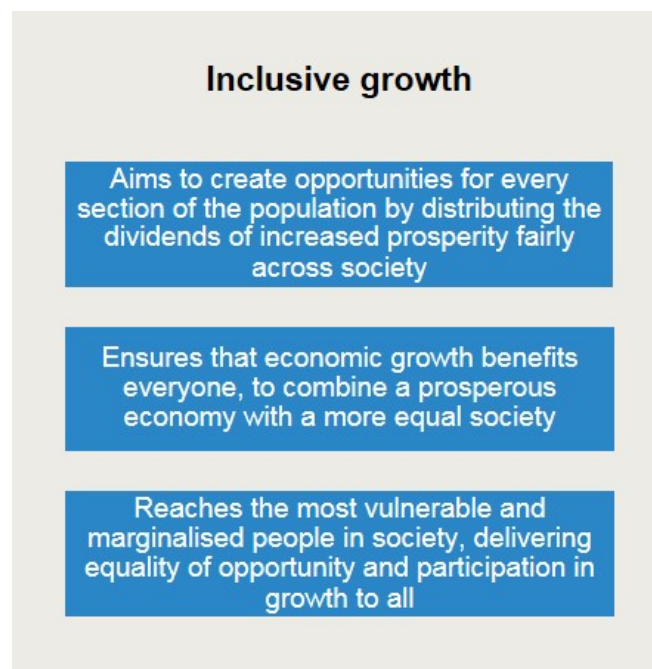 Inclusive growth
Aims to create opportunities for every
section of the population by distributing the
dividends of increased prosperity fairly
across society
Ensures that economic growth benefits
everyone, to combine a prosperous
economy with a more equal society
Reaches the most vulnerable and
marginalised people in society, delivering
equality of opportunity and participation in
growth to all